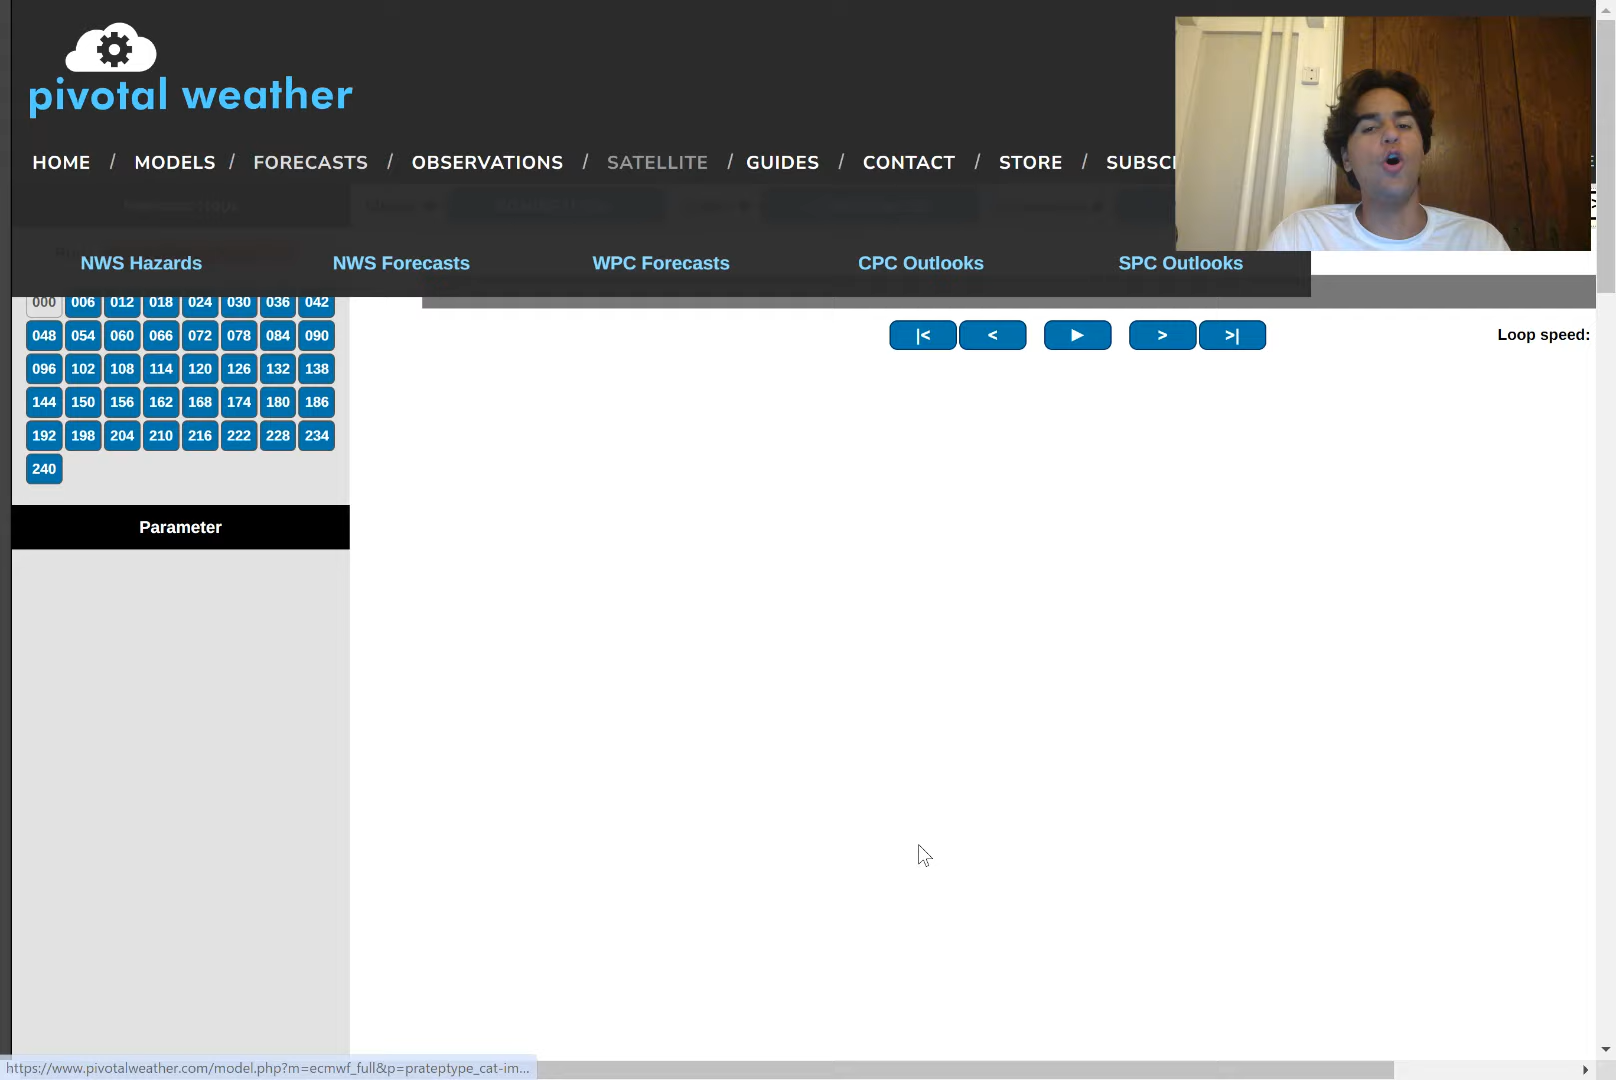 pivotal weather
HOME / MODELS / FORECASTS / OBSERVATIONS / SATELLITE / GUIDES / CONTACT / STORE / SUBSCI
NWS Hazards NWS Forecasts WPC Forecasts CPC Outlooks SPC Outlooks
000 006 012 018 024 030 036 042
|< < > >| Loop speed:
048 054 060 066 072 078 084 090
096 102 108 114 120 126 132 138
144 150 156 162 168 174 180 186
192 198 204 210 216 222 228 234
240
Parameter
https://www.pivotalweather.com/model.php?m=ecmwf_full&p=prateptype_cat-im...